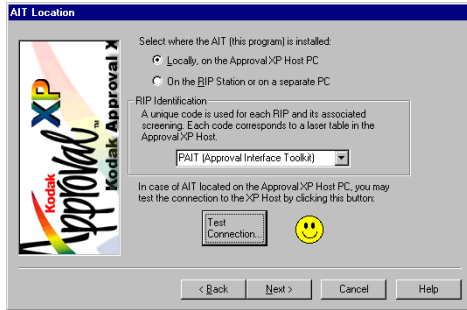 AIT Location
Select where the AIT (this program) is installed:
Locally, on the Approval XP Host PC
On the RIP Station or on a separate PC
RIP Identification
A unique code is used for each RIP and its associated
screening. Each code corresponds to a laser table in the
Approval XP Host.
PAIT (Approval Interface Toolkit)
In case of AIT located on the Approval XP Host PC, you may
test the connection to the XP Host by clicking this button:
Test
Connection...
Kodak
Approval XP
Kodak Approval X
< Back
Next >
Cancel
Help